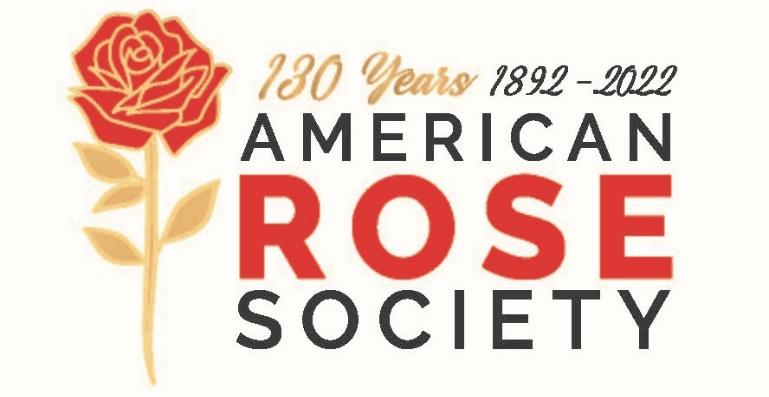 130 Years 1892-2022
AMERICAN
ROSE
SOCIETY